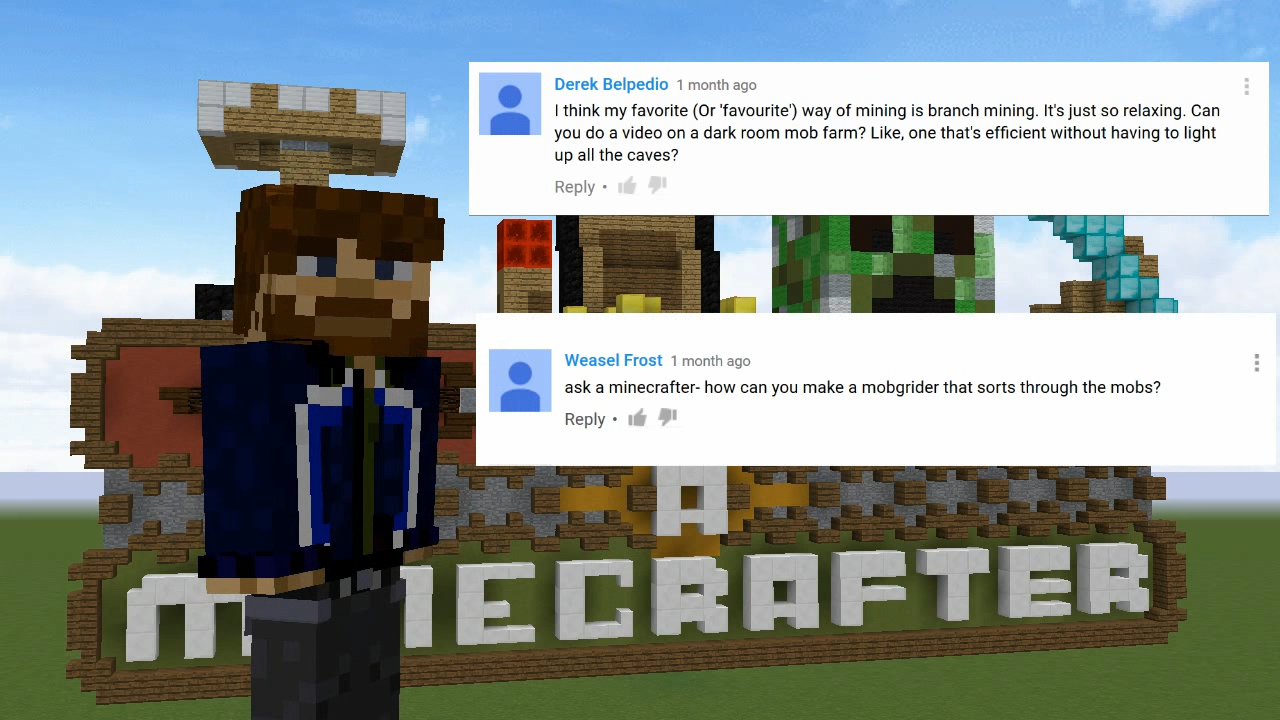 Derek Belpedio 1 month ago
I think my favorite (Or 'favourite') way of mining is branch mining. It's just so relaxing. Can
you do a video on a dark room mob farm? Like, one that's efficient without having to light
up all the caves?
Reply •
Weasel Frost 1 month ago
ask a minecrafter- how can you make a mobgrider that sorts through the mobs?
Reply •
A
MINECRAFTER